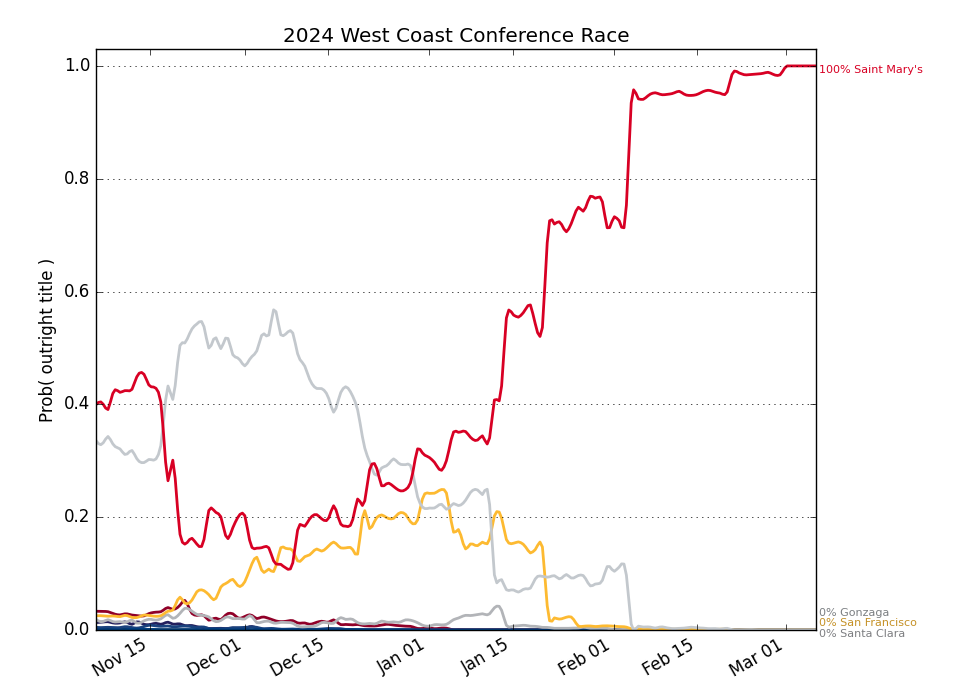 2024 West Coast Conference Race
1.0
0.8
0.6
0.4
0.2
0.0
Prob( outright title )
100% Saint Mary's
0% Gonzaga
0% San Francisco
0% Santa Clara
Nov 15
Dec 01
Dec 15
Jan 01
Jan 15
Feb 01
Feb 15
Mar 01